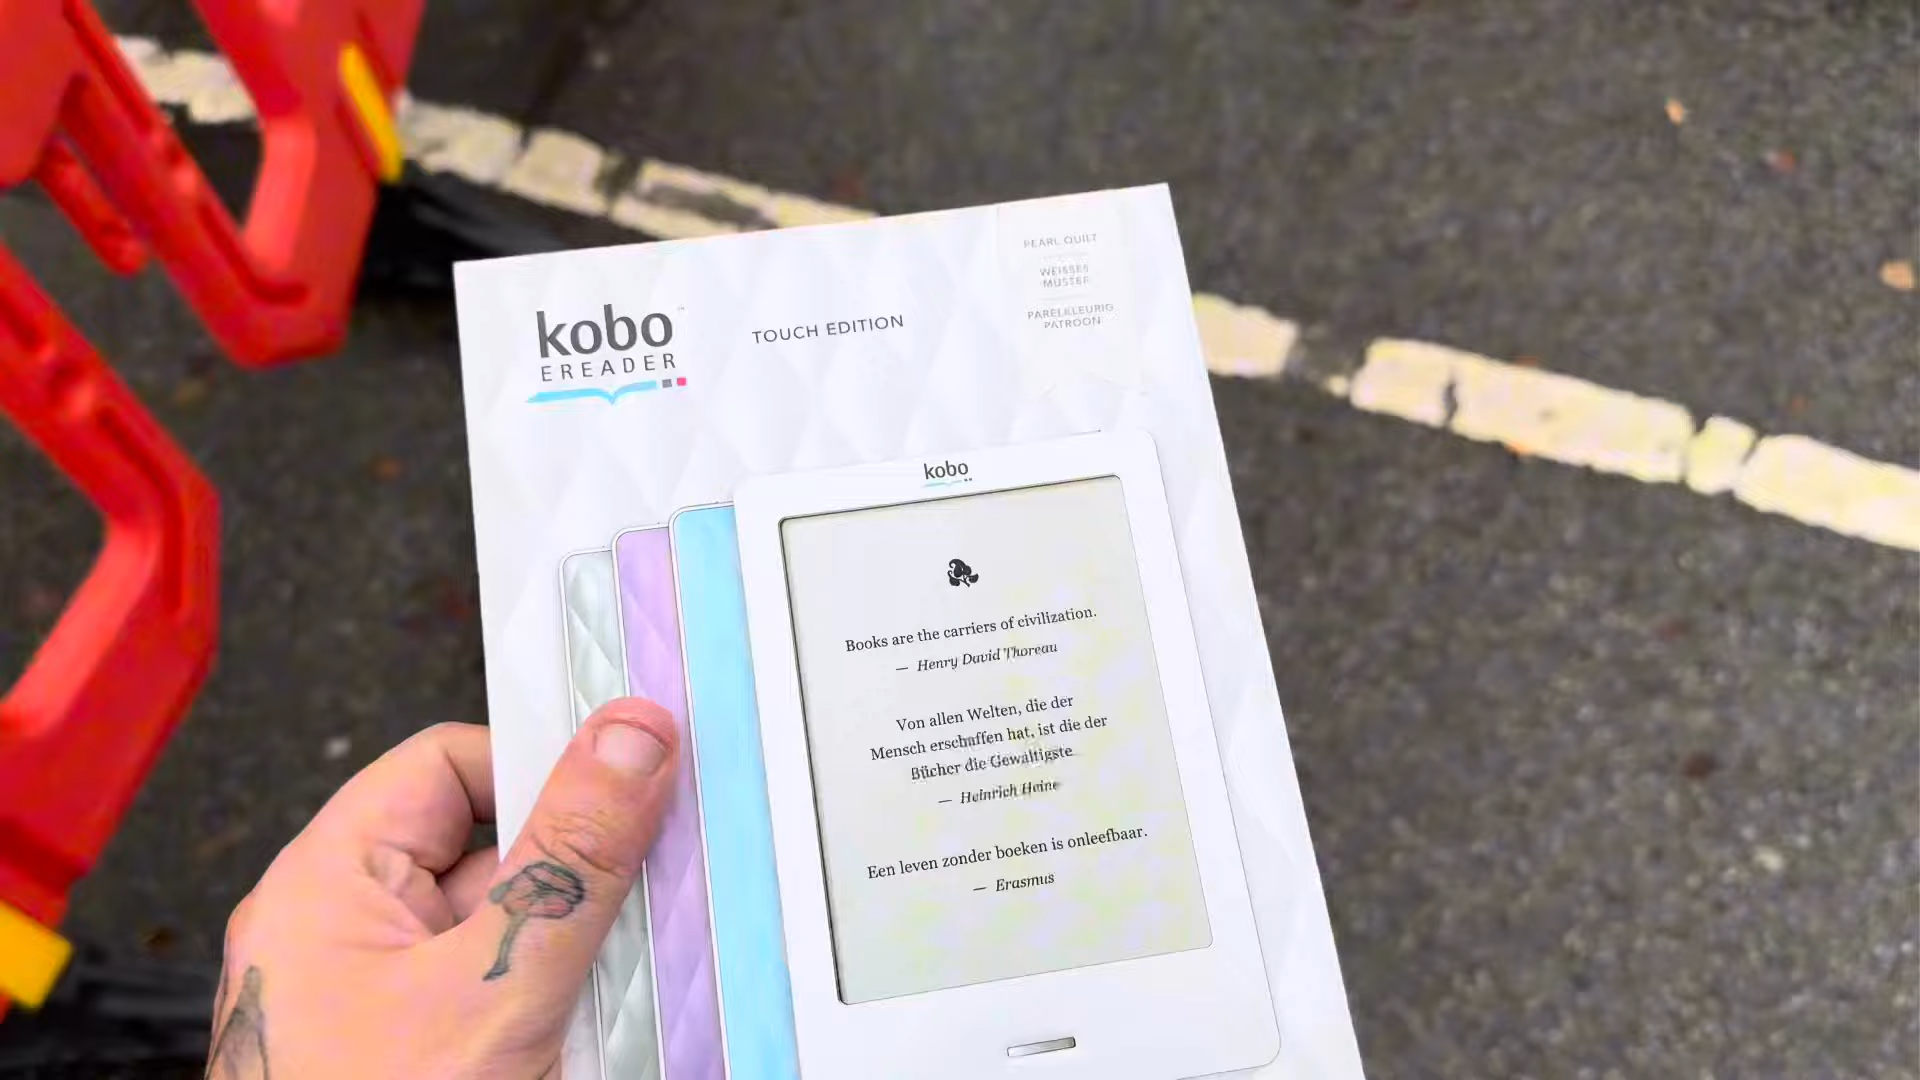 kobo™
EREADER
TOUCH EDITION
PEARL QUILT
WEISSES
MUSTER
PARELKLEURIG
PATROON
kobo
Books are the carriers of civilization.
— Henry David Thoreau
Von allen Welten, die der
Mensch erschaffen hat, ist die der
Bücher die Gewaltigste
— Heinrich Heine
Een leven zonder boeken is onleefbaar.
— Erasmus